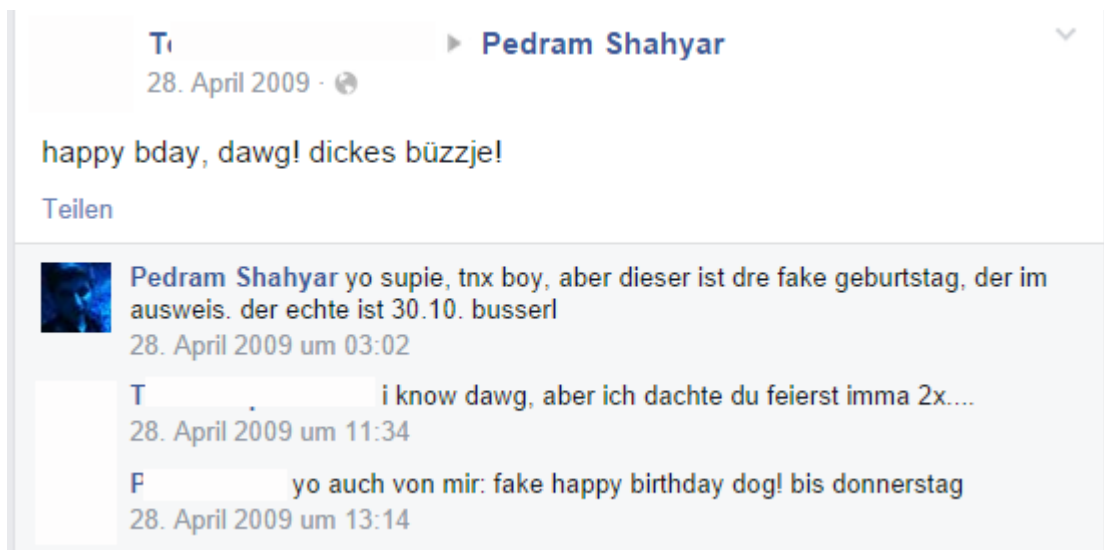 ▶ Pedram Shahyar
28. April 2009 ·
happy bday, dawg! dickes büzzje!
Teilen
Pedram Shahyar yo supie, tnx boy, aber dieser ist dre fake geburtstag, der im
ausweis. der echte ist 30.10. busserl
28. April 2009 um 03:02
i know dawg, aber ich dachte du feierst imma 2x....
28. April 2009 um 11:34
yo auch von mir: fake happy birthday dog! bis donnerstag
28. April 2009 um 13:14